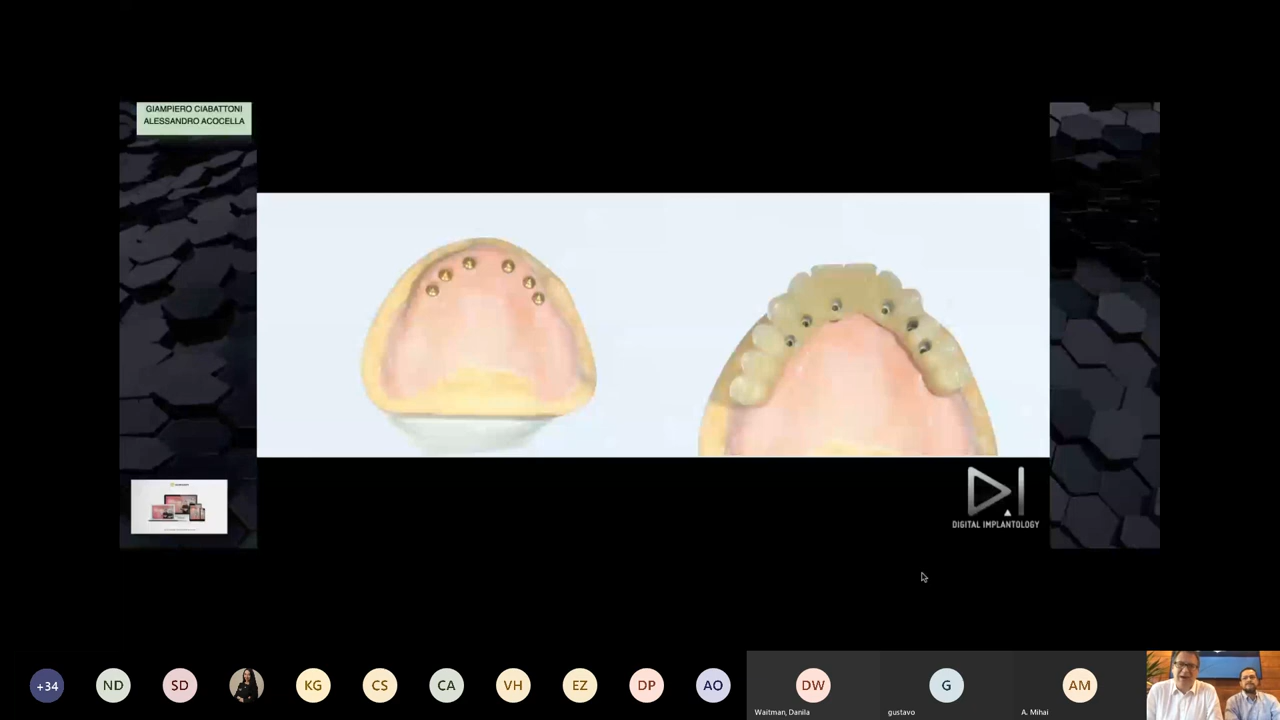 GIAMPIERO CIABATTONI
ALESSANDRO ACOCELLA
DIGITAL IMPLANTOLOGY
+34
ND
SD
KG
CS
CA
VH
EZ
DP
AO
DW
Waitman, Danila
G
gustavo
AM
A. Mihai